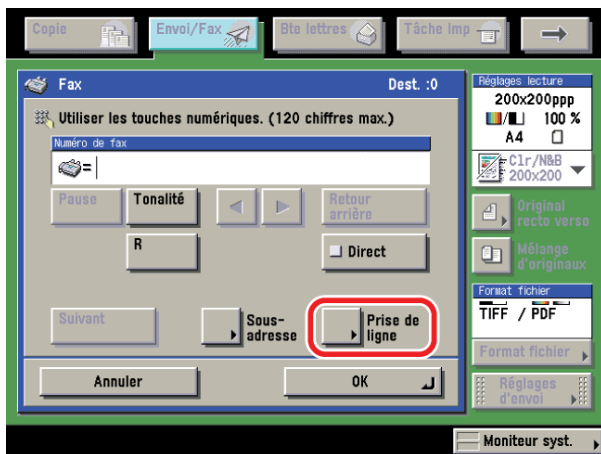 Copie
Envoi/Fax
Bte lettres
Tâche Imp
Fax
Dest. :0
Utiliser les touches numériques. (120 chiffres max.)
Numéro de fax
=
Pause
Tonalité
Retour
arrière
R
Direct
Suivant
Sous-
adresse
Prise de
ligne
Annuler
OK
Réglages lecture
200x200ppp
/ 100 %
A4
Clr/N&B
200x200
Original
recto verso
Mélange
d'originaux
Format fichier
TIFF / PDF
Format fichier
Réglages
d'envoi
Moniteur syst.